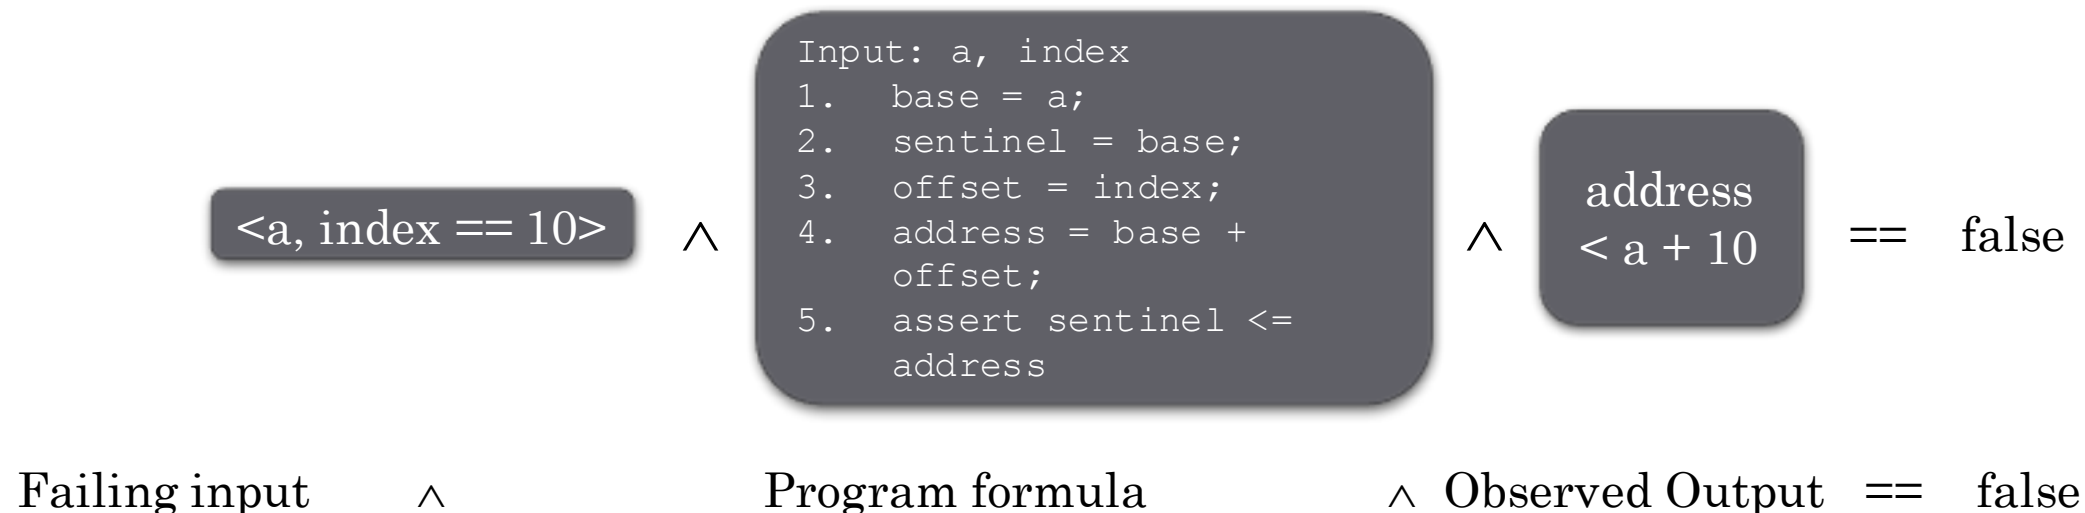 Input: a, index
1. base = a;
2. sentinel = base;
3. offset = index;
4. address = base +
offset;
5. assert sentinel <=
address
<a, index == 10>
∧
∧
address
< a + 10
== false
Failing input ∧ Program formula ∧ Observed Output == false